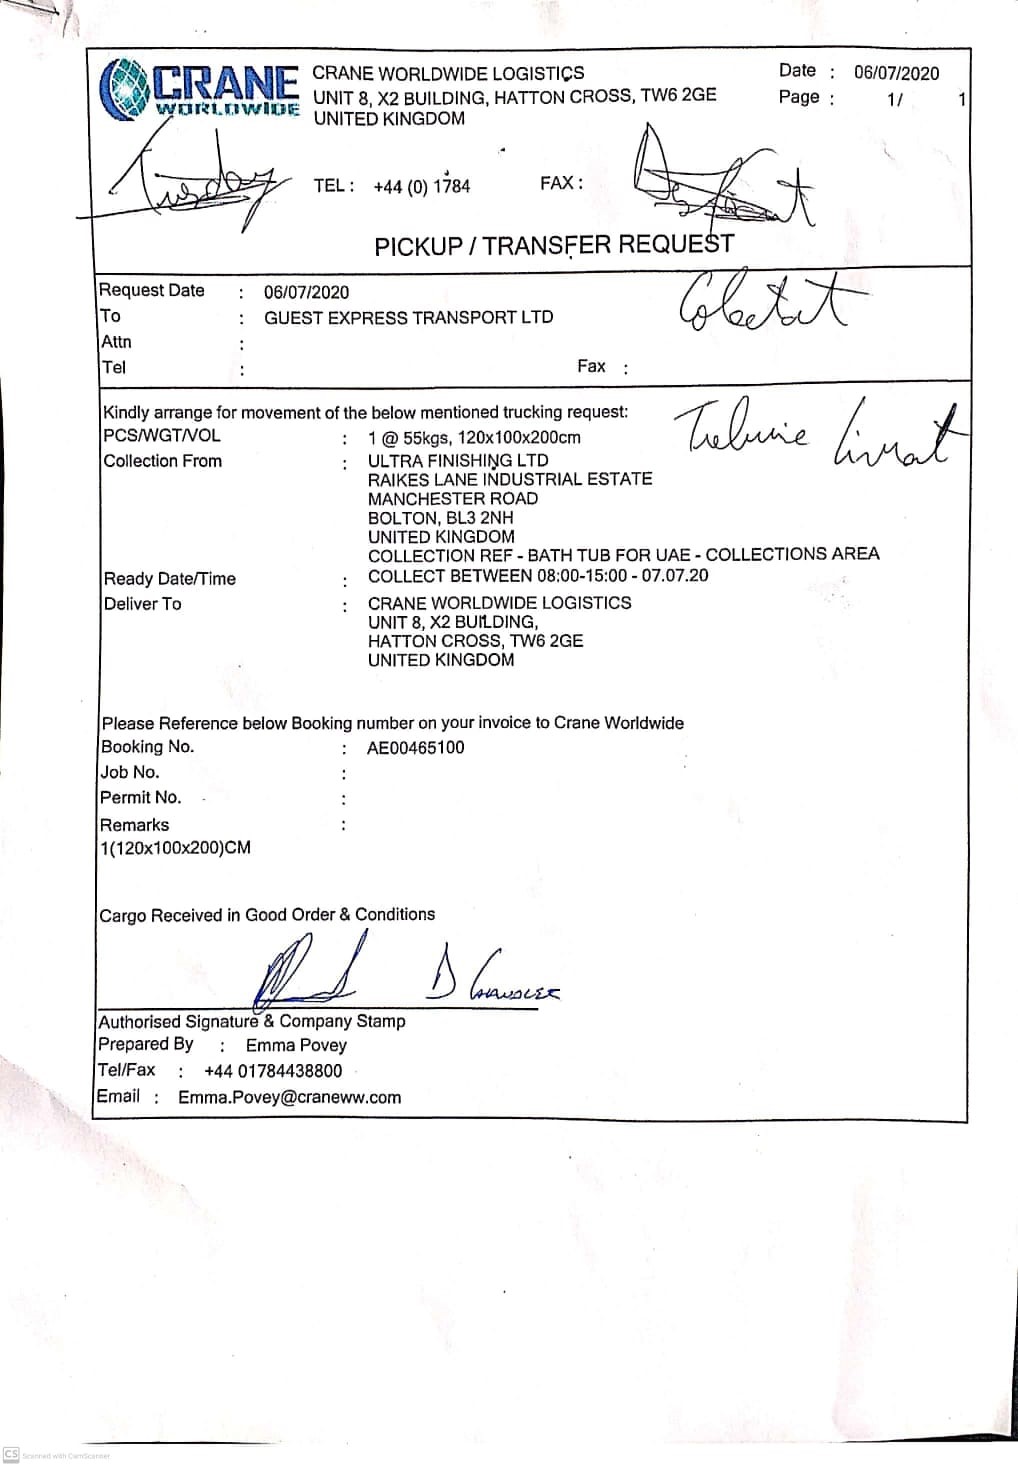 CRANE WORLDWIDE
CRANE WORLDWIDE LOGISTICS
UNIT 8, X2 BUILDING, HATTON CROSS, TW6 2GE
UNITED KINGDOM
Date : 06/07/2020
Page : 1/ 1
Tuesday
TEL : +44 (0) 1784 FAX :
PICKUP / TRANSFER REQUEST
Request Date : 06/07/2020
To : GUEST EXPRESS TRANSPORT LTD
Attn :
Tel : Fax :
Kindly arrange for movement of the below mentioned trucking request:
PCS/WGT/VOL : 1 @ 55kgs, 120x100x200cm
Collection From : ULTRA FINISHING LTD
RAIKES LANE INDUSTRIAL ESTATE
MANCHESTER ROAD
BOLTON, BL3 2NH
UNITED KINGDOM
COLLECTION REF - BATH TUB FOR UAE - COLLECTIONS AREA
Ready Date/Time : COLLECT BETWEEN 08:00-15:00 - 07.07.20
Deliver To : CRANE WORLDWIDE LOGISTICS
UNIT 8, X2 BUILDING,
HATTON CROSS, TW6 2GE
UNITED KINGDOM
Please Reference below Booking number on your invoice to Crane Worldwide
Booking No. : AE00465100
Job No. :
Permit No. :
Remarks :
1(120x100x200)CM
Cargo Received in Good Order & Conditions
Authorised Signature & Company Stamp
Prepared By : Emma Povey
Tel/Fax : +44 01784438800
Email : Emma.Povey@craneww.com
CS Scanned with CamScanner